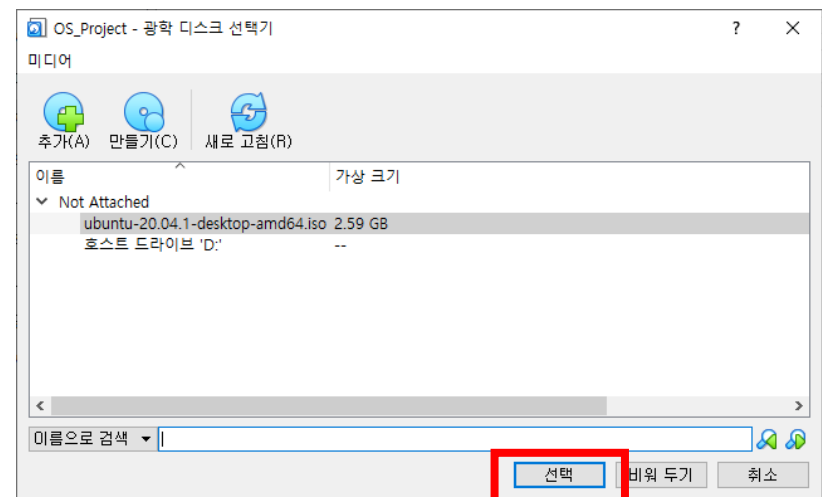 OS_Project - 광학 디스크 선택기
미디어
추가(A) 만들기(C) 새로 고침(R)
이름 가상 크기
Not Attached
ubuntu-20.04.1-desktop-amd64.iso 2.59 GB
호스트 드라이브 'D:' --
이름으로 검색
선택 비워 두기 취소